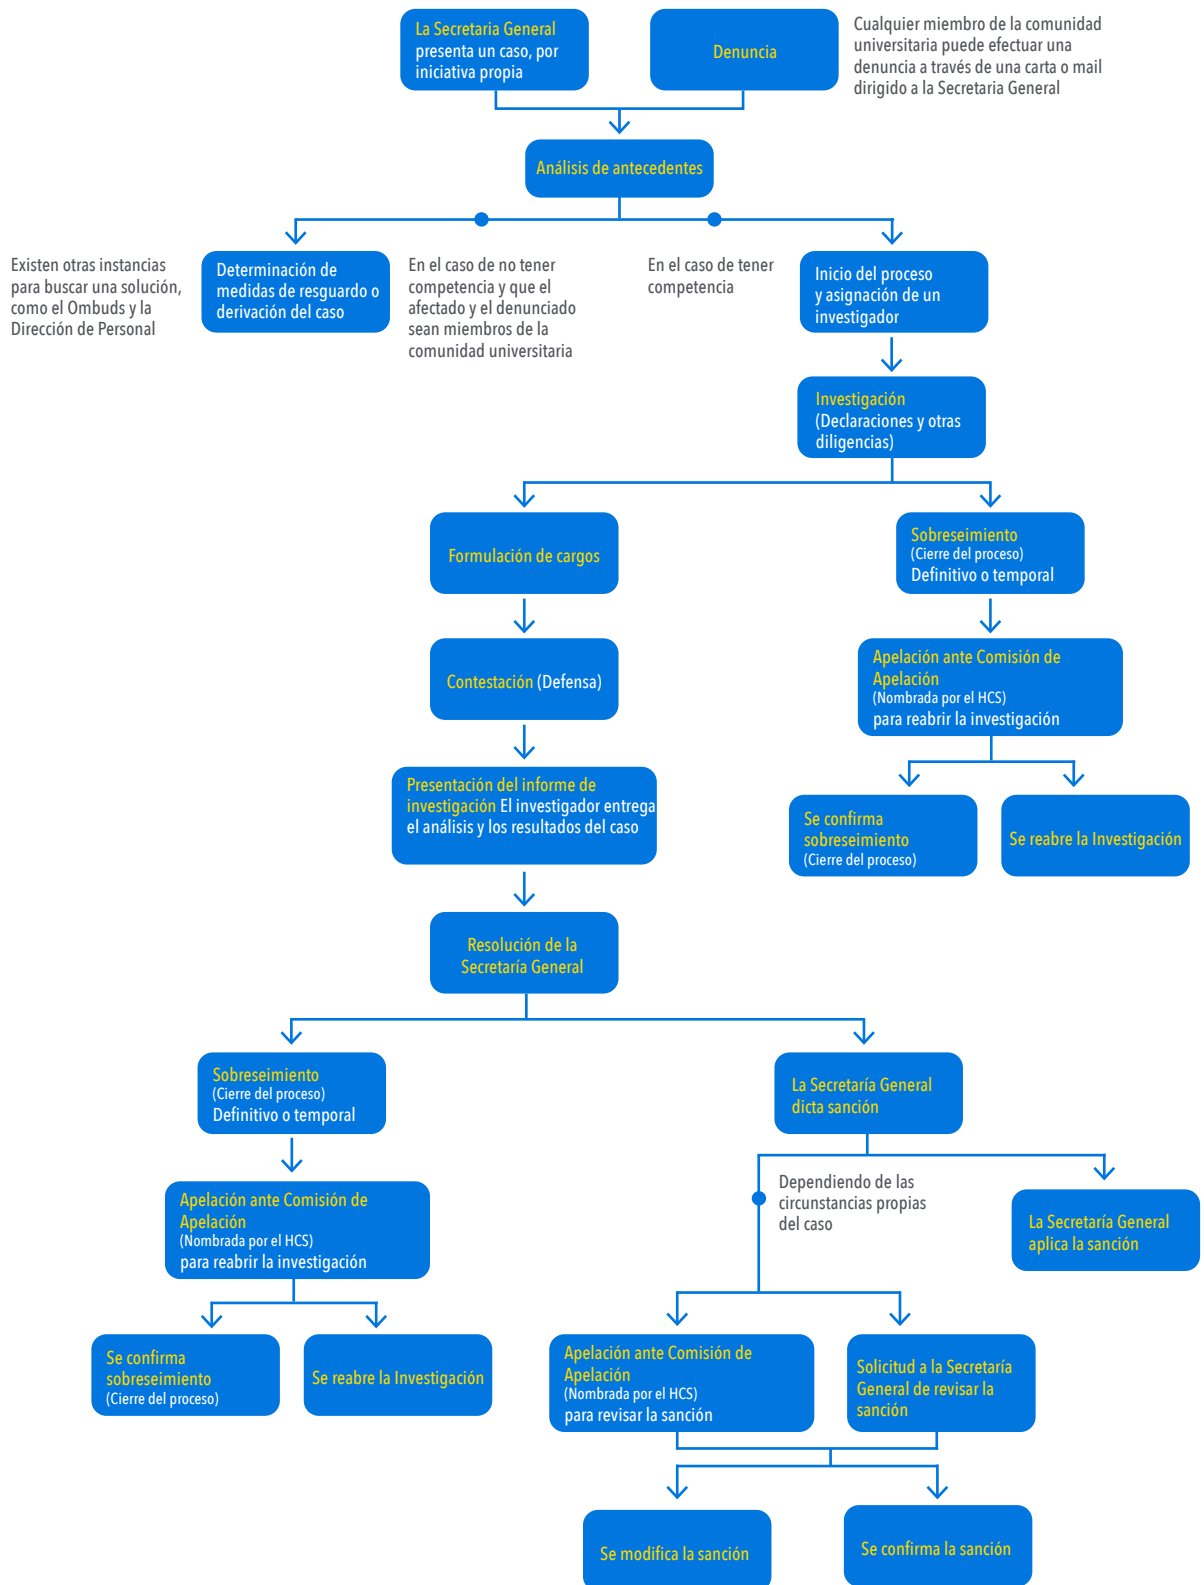 La Secretaria General
presenta un caso, por
iniciativa propia
Denuncia
Cualquier miembro de la comunidad
universitaria puede efectuar una
denuncia a través de una carta o mail
dirigido a la Secretaria General
Análisis de antecedentes
Existen otras instancias
para buscar una solución,
como el Ombuds y la
Dirección de Personal
Determinación de
medidas de resguardo o
derivación del caso
En el caso de no tener
competencia y que el
afectado y el denunciado
sean miembros de la
comunidad universitaria
En el caso de tener
competencia
Inicio del proceso
y asignación de un
investigador
Investigación
(Declaraciones y otras
diligencias)
Formulación de cargos
Sobreseimiento
(Cierre del proceso)
Definitivo o temporal
Contestación (Defensa)
Apelación ante Comisión de
Apelación
(Nombrada por el HCS)
para reabrir la investigación
Presentación del informe de
investigación El investigador entrega
el análisis y los resultados del caso
Se confirma
sobreseimiento
(Cierre del proceso)
Se reabre la Investigación
Resolución de la
Secretaría General
Sobreseimiento
(Cierre del proceso)
Definitivo o temporal
La Secretaría General
dicta sanción
Apelación ante Comisión de
Apelación
(Nombrada por el HCS)
para reabrir la investigación
Dependiendo de las
circunstancias propias
del caso
La Secretaría General
aplica la sanción
Se confirma
sobreseimiento
(Cierre del proceso)
Se reabre la Investigación
Apelación ante Comisión de
Apelación
(Nombrada por el HCS)
para revisar la sanción
Solicitud a la Secretaría
General de revisar la
sanción
Se modifica la sanción
Se confirma la sanción